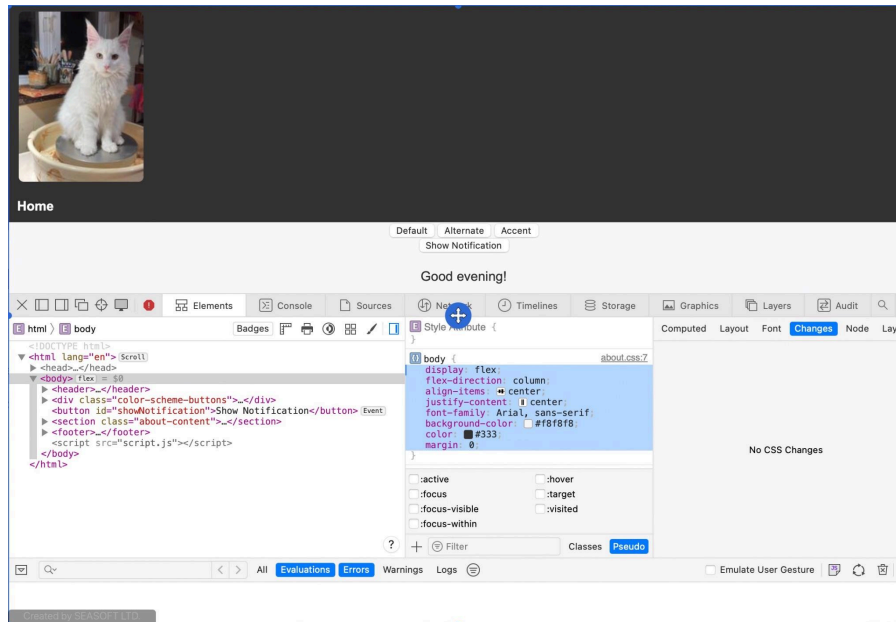 Home
Default Alternate Accent
Show Notification
Good evening!
Elements Console Sources Network Timelines Storage Graphics Layers Audit
E html 〉 E body Badges
<!DOCTYPE html>
<html lang="en"> Scroll
<head>…</head>
<body> flex = $0
<header>…</header>
<div class="color-scheme-buttons">…</div>
<button id="showNotification">Show Notification</button> Event
<section class="about-content">…</section>
<footer>…</footer>
<script src="script.js"></script>
</body>
</html>
?
E Style Attribute {
}
body { about.css:7
display: flex;
flex-direction: column;
align-items: center;
justify-content: center;
font-family: Arial, sans-serif;
background-color: #f8f8f8;
color: #333;
margin: 0;
}
:active :hover
:focus :target
:focus-visible :visited
:focus-within
Filter Classes Pseudo
Computed Layout Font Changes Node Lay
No CSS Changes
All Evaluations Errors Warnings Logs Emulate User Gesture
Created by SEASOFT LTD